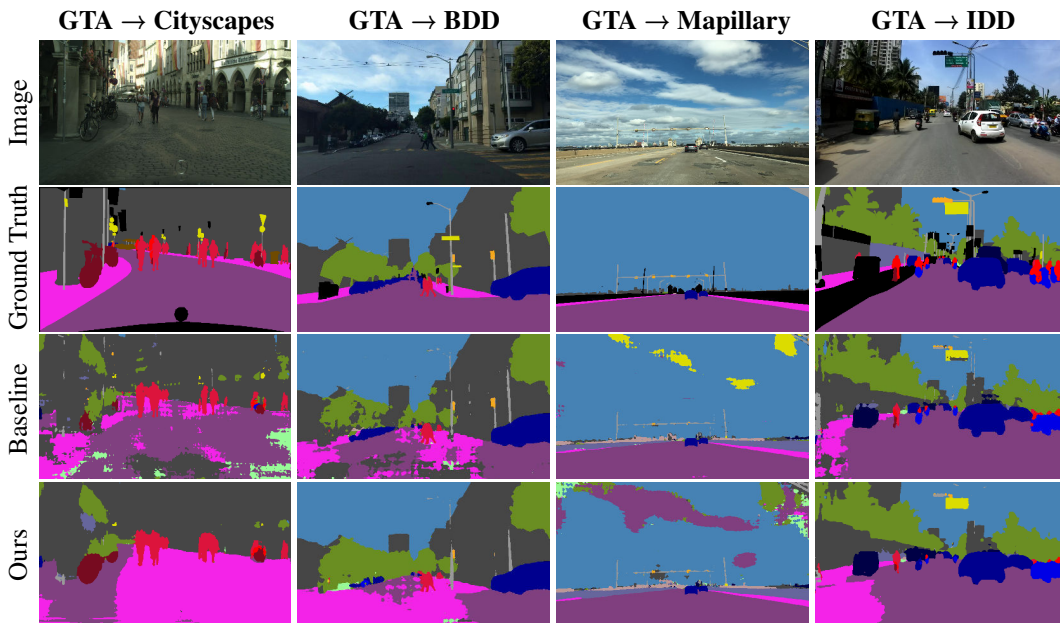 GTA → Cityscapes
GTA → BDD
GTA → Mapillary
GTA → IDD
Image
Ground Truth
Baseline
Ours